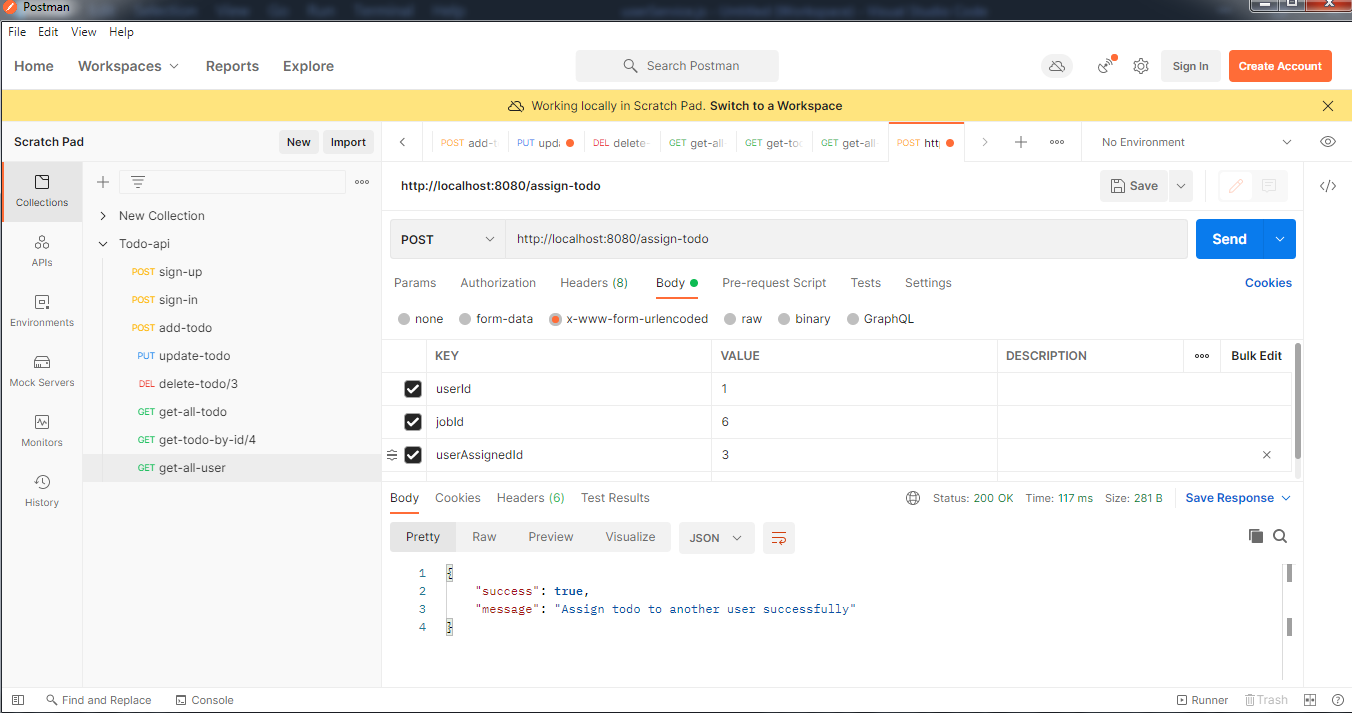 Postman
File Edit View Help
Home Workspaces Reports Explore Search Postman Sign In Create Account
Working locally in Scratch Pad. Switch to a Workspace
Scratch Pad New Import
POST add-t PUT upda DEL delete- GET get-all GET get-to GET get-all POST htt No Environment
http://localhost:8080/assign-todo Save
Collections
APIs
Environments
Mock Servers
Monitors
History
New Collection
Todo-api
POST sign-up
POST sign-in
POST add-todo
PUT update-todo
DEL delete-todo/3
GET get-all-todo
GET get-todo-by-id/4
GET get-all-user
POST http://localhost:8080/assign-todo Send
Params Authorization Headers (8) Body Pre-request Script Tests Settings Cookies
none form-data x-www-form-urlencoded raw binary GraphQL
KEY VALUE DESCRIPTION Bulk Edit
userId 1
jobId 6
userAssignedId 3
Body Cookies Headers (6) Test Results Status: 200 OK Time: 117 ms Size: 281 B Save Response
Pretty Raw Preview Visualize JSON
1 {
2 "success": true,
3 "message": "Assign todo to another user successfully"
4 }
Find and Replace Console Runner Trash